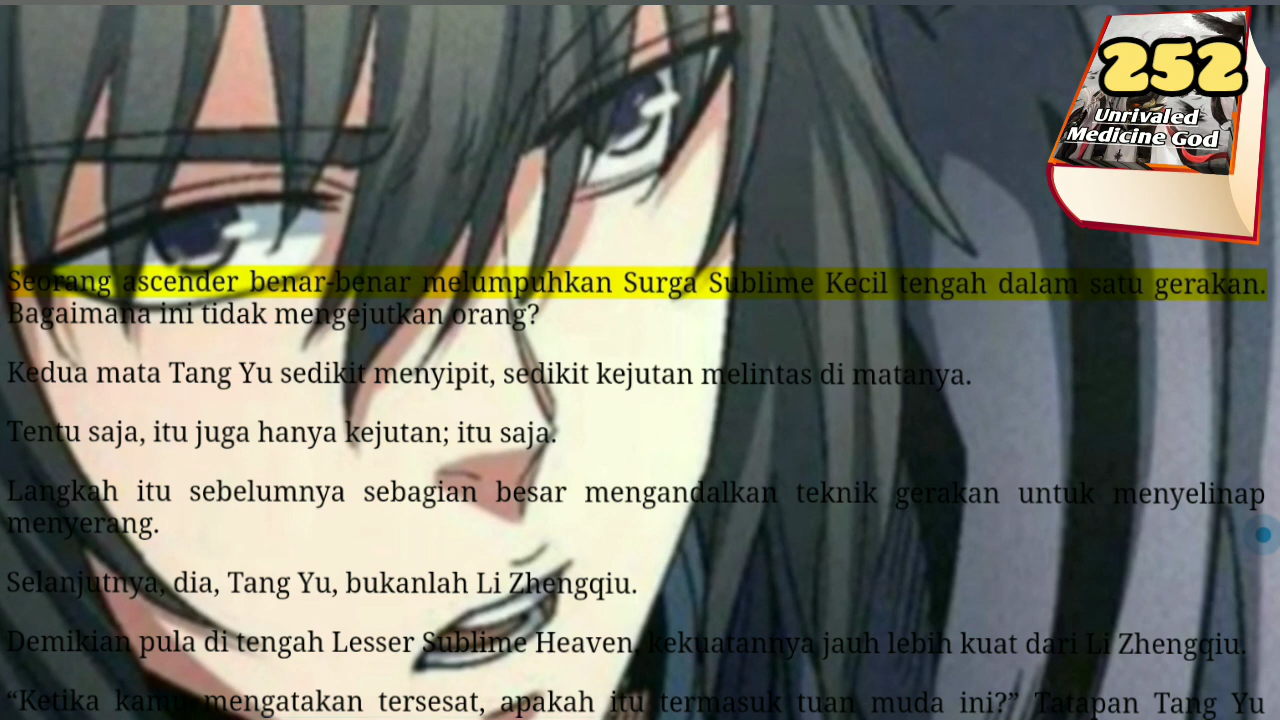 252
Unrivaled
Medicine God
Seorang ascender benar-benar melumpuhkan Surga Sublime Kecil tengah dalam satu gerakan.
Bagaimana ini tidak mengejutkan orang?
Kedua mata Tang Yu sedikit menyipit, sedikit kejutan melintas di matanya.
Tentu saja, itu juga hanya kejutan; itu saja.
Langkah itu sebelumnya sebagian besar mengandalkan teknik gerakan untuk menyelinap
menyerang.
Selanjutnya, dia, Tang Yu, bukanlah Li Zhengqiu.
Demikian pula di tengah Lesser Sublime Heaven, kekuatannya jauh lebih kuat dari Li Zhengqiu.
“Ketika kamu mengatakan tersesat, apakah itu termasuk tuan muda ini?” Tatapan Tang Yu